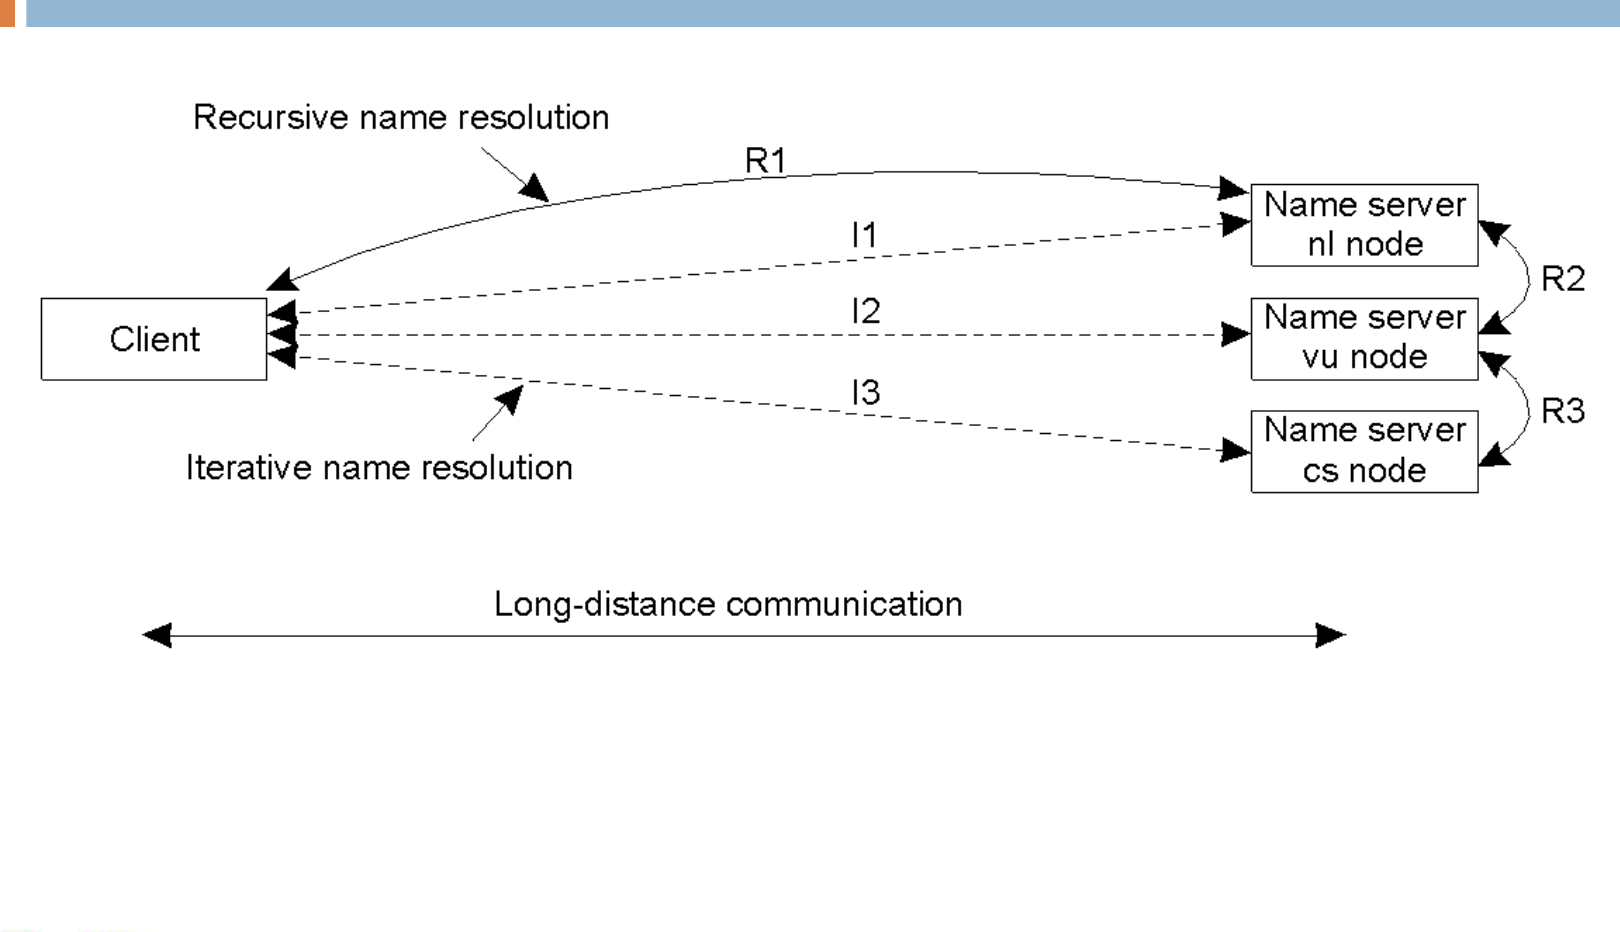 Recursive name resolution
R1
Name server
nl node
I1
R2
I2
Client
Name server
vu node
I3
R3
Name server
cs node
Iterative name resolution
Long-distance communication